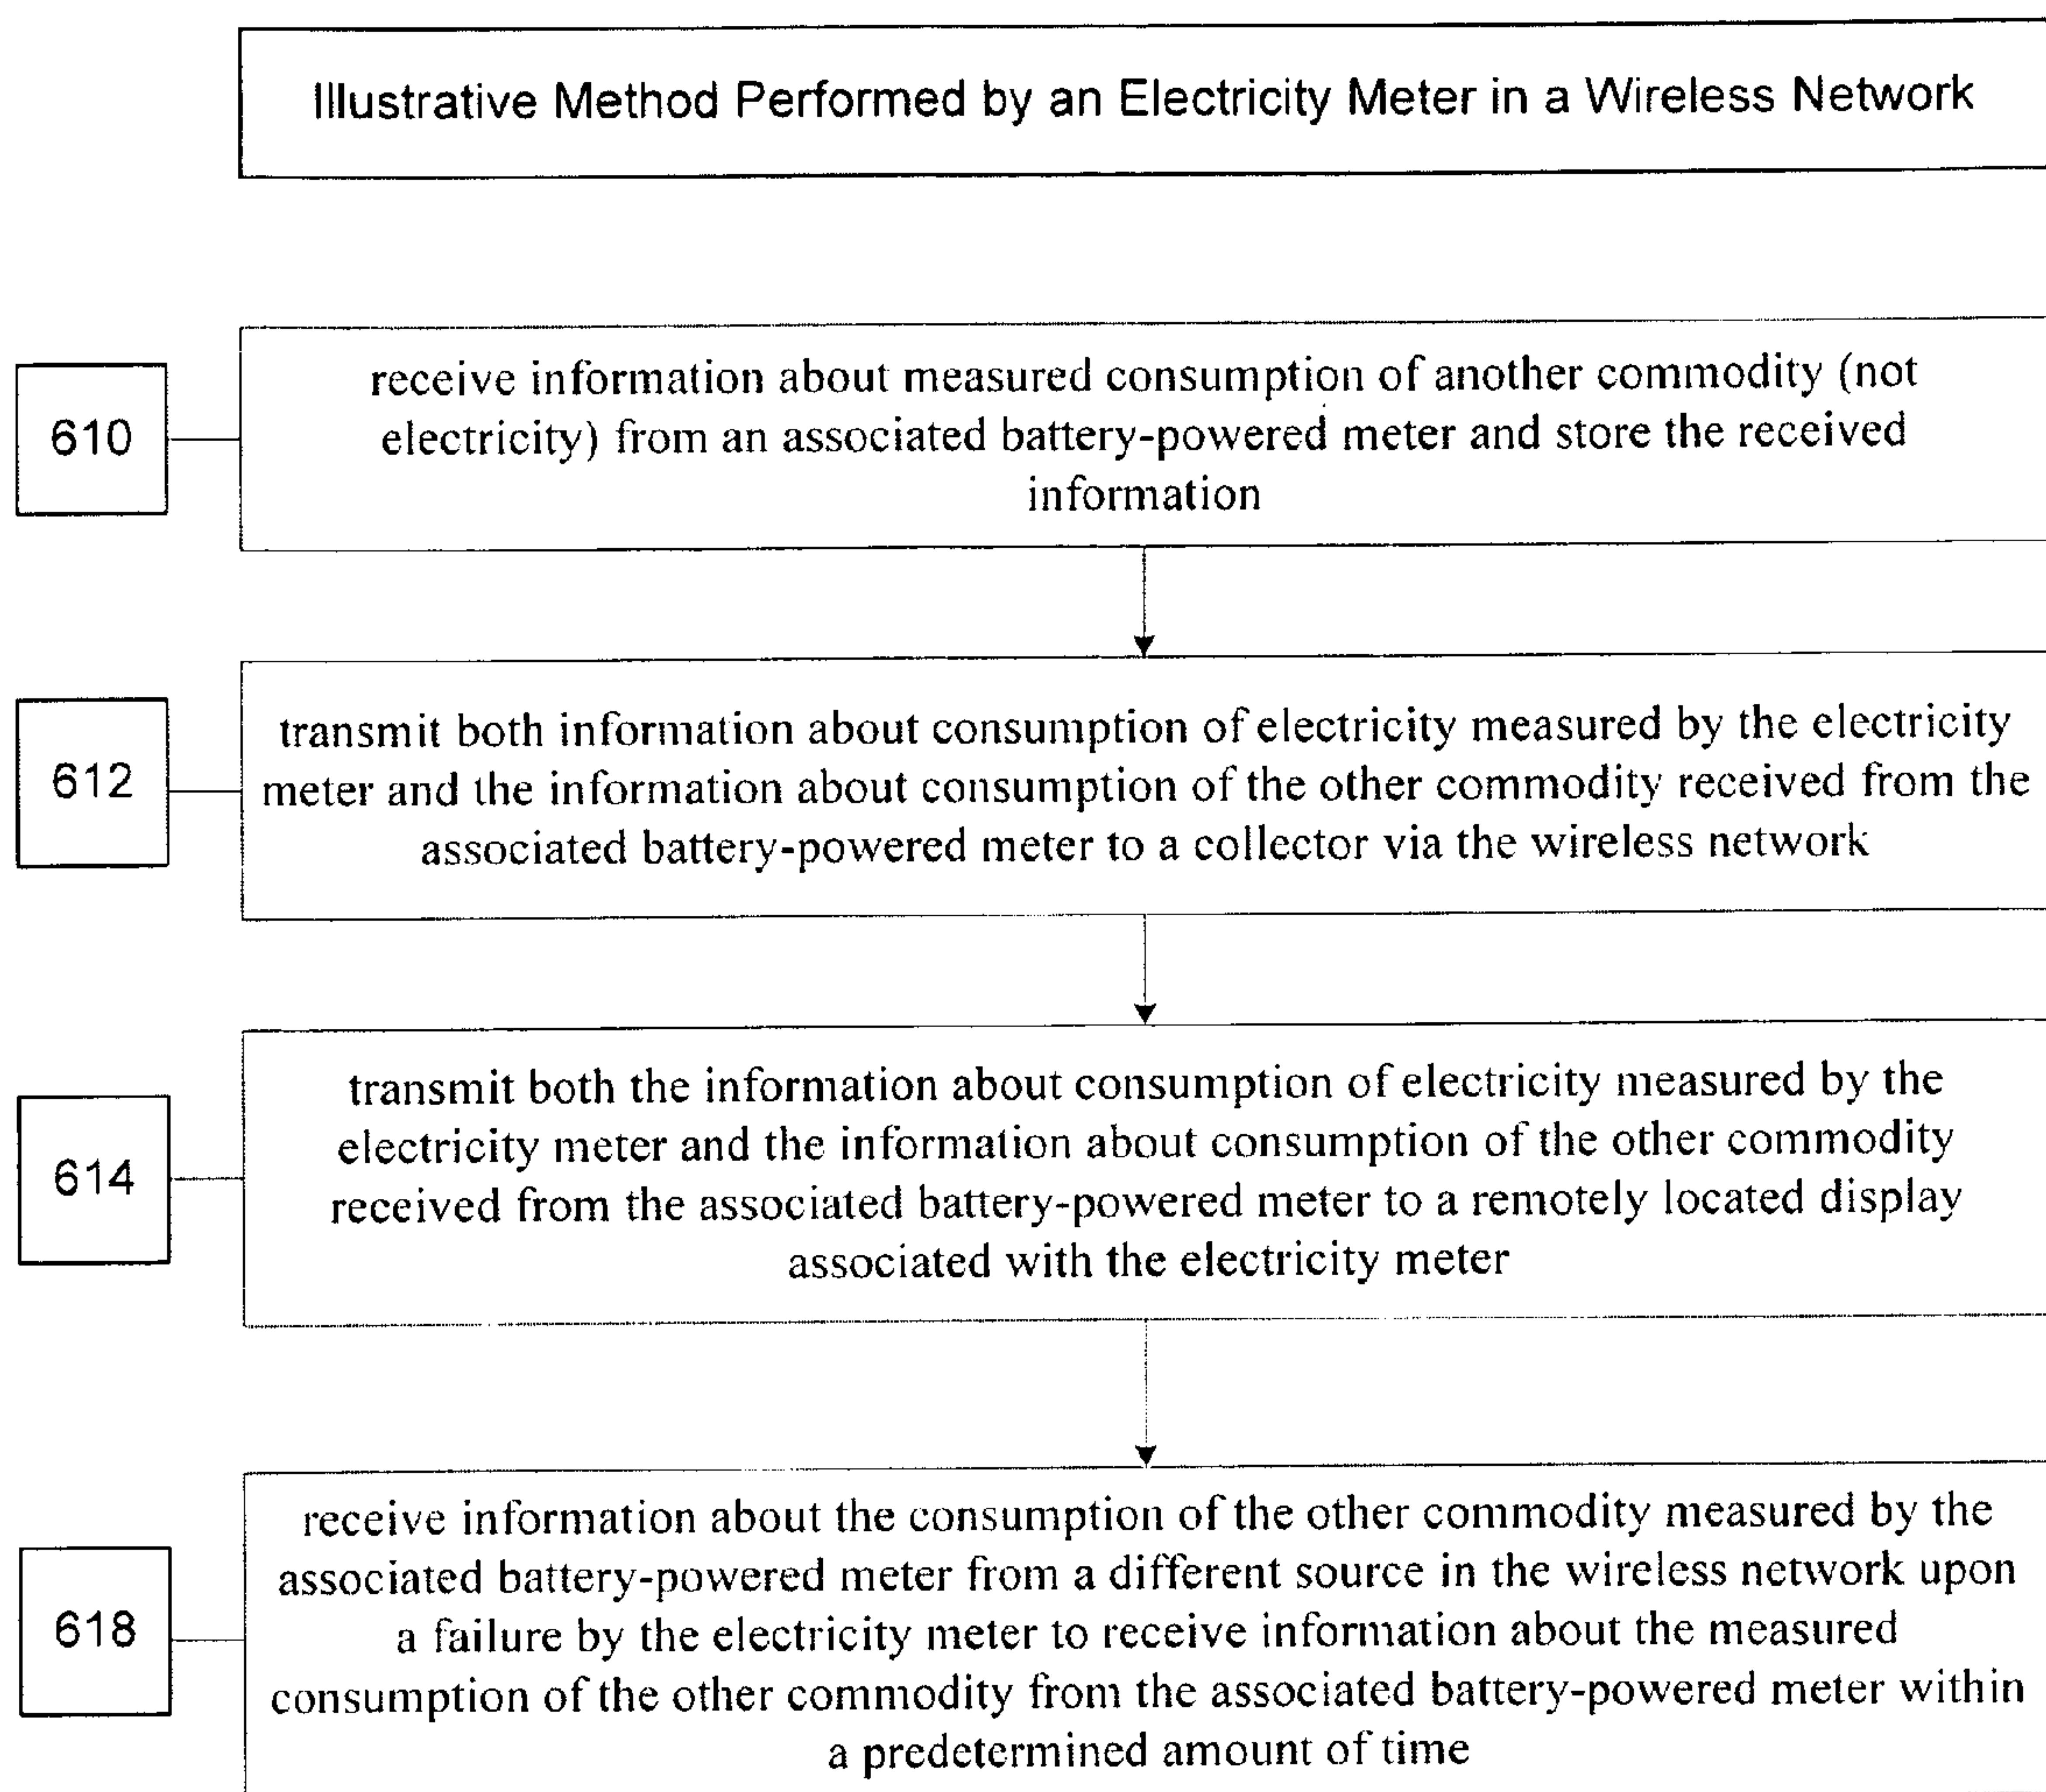 Illustrative Method Performed by an Electricity Meter in a Wireless Network
610
receive information about measured consumption of another commodity (not
electricity) from an associated battery-powered meter and store the received
information
612
transmit both information about consumption of electricity measured by the electricity
meter and the information about consumption of the other commodity received from the
associated battery-powered meter to a collector via the wireless network
614
transmit both the information about consumption of electricity measured by the
electricity meter and the information about consumption of the other commodity
received from the associated battery-powered meter to a remotely located display
associated with the electricity meter
618
receive information about the consumption of the other commodity measured by the
associated battery-powered meter from a different source in the wireless network upon
a failure by the electricity meter to receive information about the measured
consumption of the other commodity from the associated battery-powered meter within
a predetermined amount of time